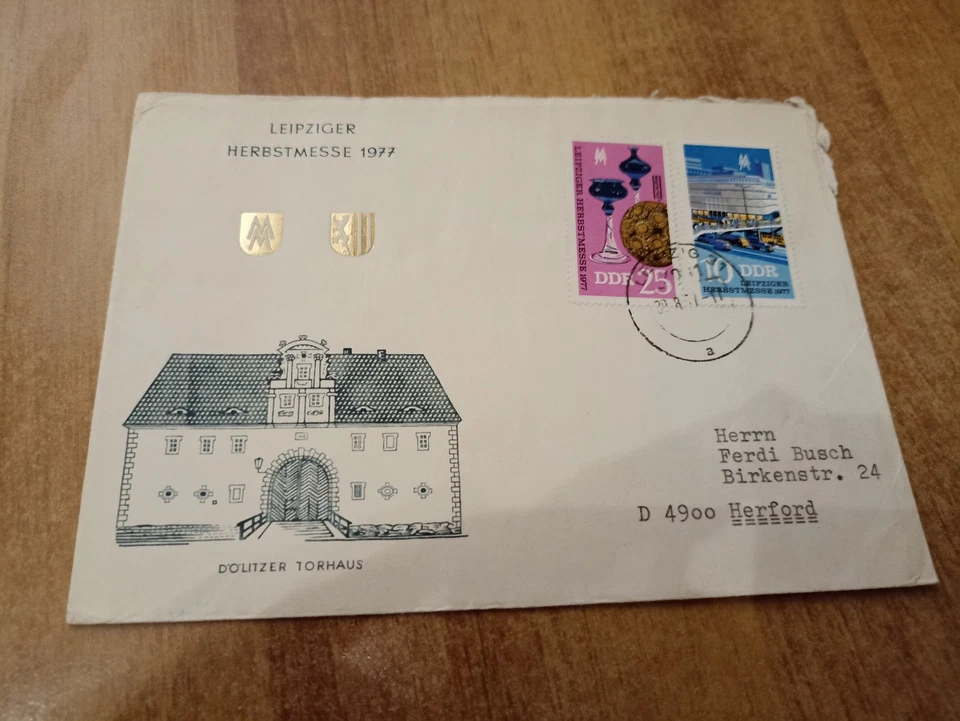 LEIPZIGER
HERBSTMESSE 1977
LEIPZIGER HERBSTMESSE 1977
DDR 25
10 DDR
LEIPZIGER
HERBSTMESSE 1977
a
Herrn
Ferdi Busch
Birkenstr. 24
D 4900 Herford
DÖLITZER TORHAUS